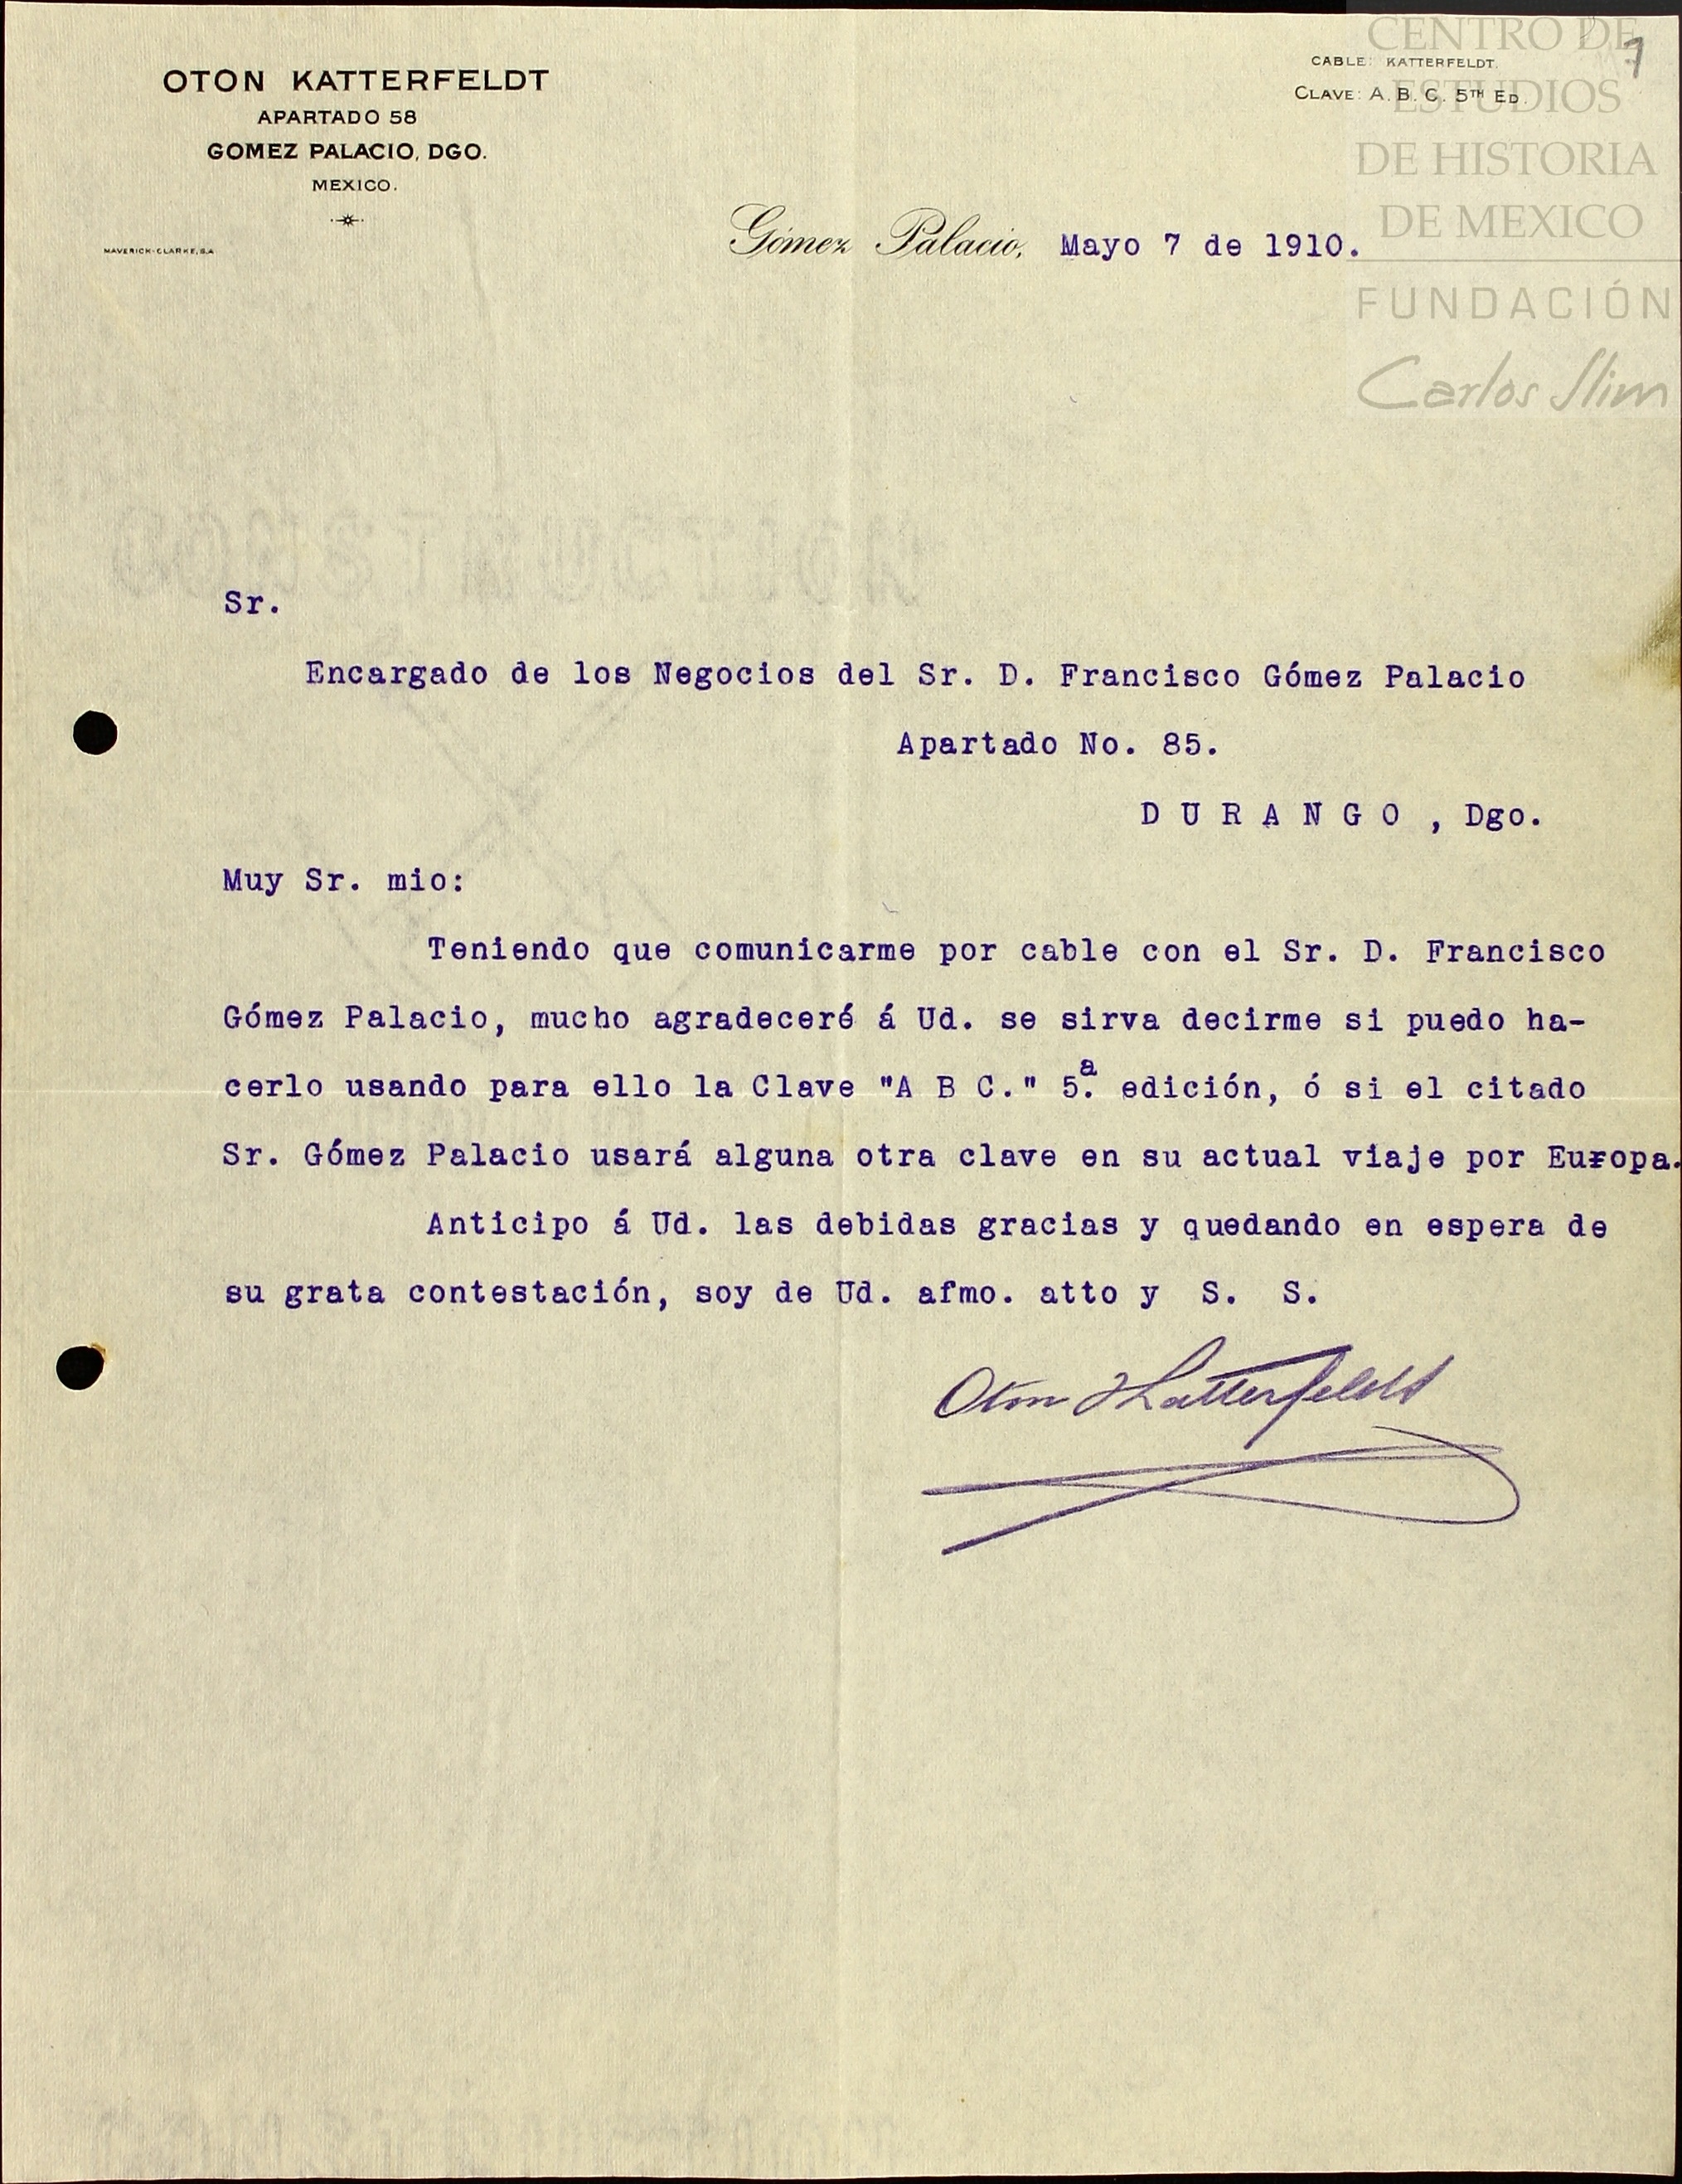 OTON KATTERFELDT
APARTADO 58
GOMEZ PALACIO, DGO.
MEXICO.
MAVERICK-CLARKE, S.A
CABLE: KATTERFELDT.
CLAVE: A. B. C. 5TH ED.
7
CENTRO DE
ESTUDIOS
DE HISTORIA
DE MEXICO
FUNDACIÓN
Carlos Slim
Gómez Palacio, Mayo 7 de 1910.
Sr.
Encargado de los Negocios del Sr. D. Francisco Gómez Palacio
Apartado No. 85.
D U R A N G O , Dgo.
Muy Sr. mio:
Teniendo que comunicarme por cable con el Sr. D. Francisco
Gómez Palacio, mucho agradeceré á Ud. se sirva decirme si puedo ha-
cerlo usando para ello la Clave "A B C." 5.ª edición, ó si el citado
Sr. Gómez Palacio usará alguna otra clave en su actual viaje por Europa.
Anticipo á Ud. las debidas gracias y quedando en espera de
su grata contestación, soy de Ud. afmo. atto y S. S.
Oton Katterfeldt